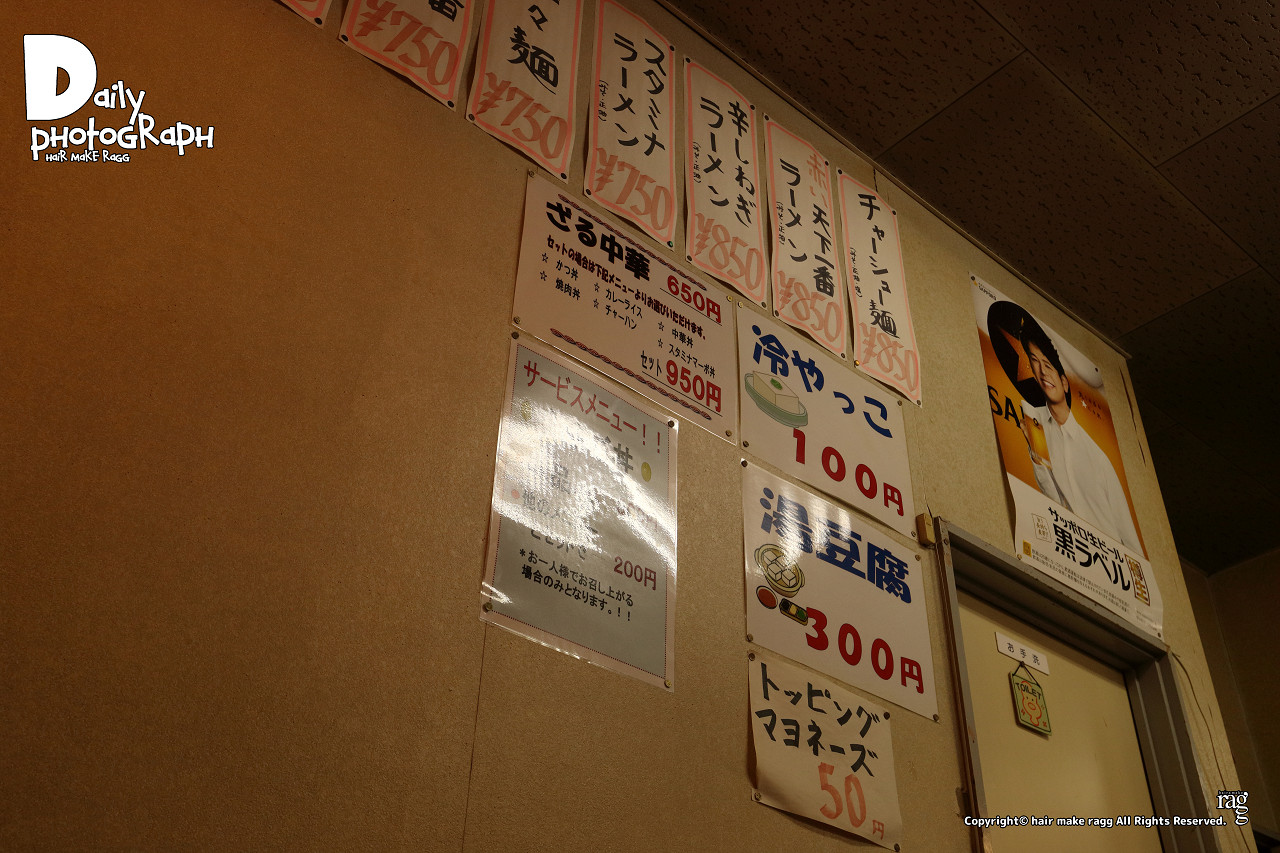 Daily
photograph
Hair make ragg
番
¥750
々麺
¥750
スタミナ
ラーメン
¥750
辛しねぎ
ラーメン
¥850
赤い天下一番
ラーメン
¥850
チャーシュー麺
¥850
ざる中華
650円
セットの場合は下記メニューよりお選びいただけます。
☆ かつ丼 ☆ カレーライス ☆ 中華丼
☆ 焼肉丼 ☆ チャーハン ☆ スタミナマーボ丼
セット 950円
サービスメニュー！！
丼
200円
*お一人様でお召し上がる
場合のみとなります。！！
冷やっこ
100円
湯豆腐
300円
トッピング
マヨネーズ
50円
サッポロ生ビール
黒ラベル
お手洗
TOILET
rag
Copyright© hair make ragg All Rights Reserved.